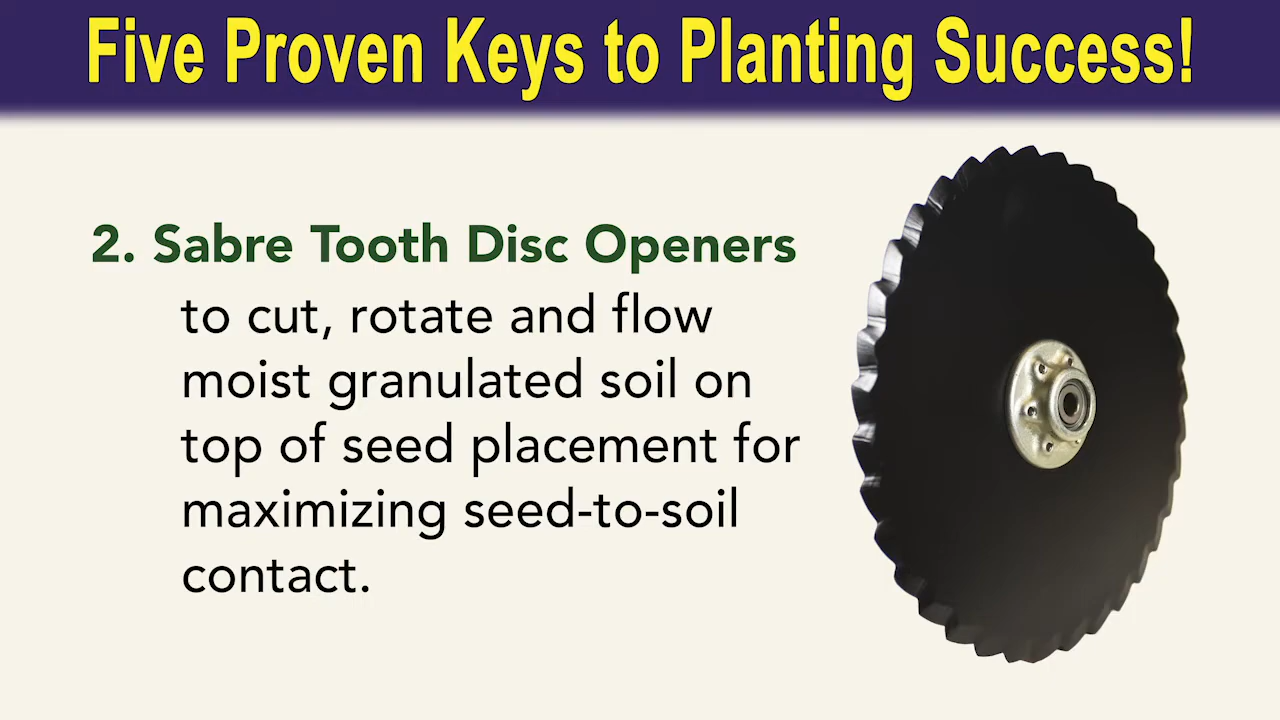 Five Proven Keys to Planting Success!
2. Sabre Tooth Disc Openers
to cut, rotate and flow
moist granulated soil on
top of seed placement for
maximizing seed-to-soil
contact.